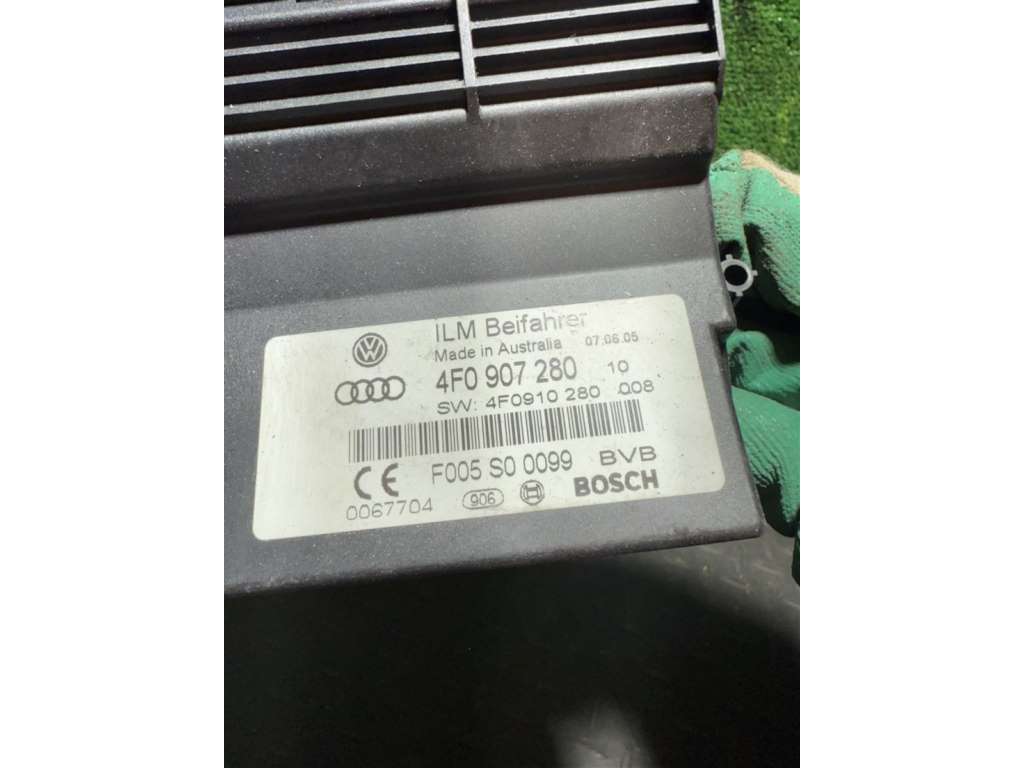 ILM Beifahrer
Made in Australia 07.06.05
4F0 907 280 10
SW: 4F0910 280 008
F005 S0 0099 BVB
CE
0067704 906 BOSCH